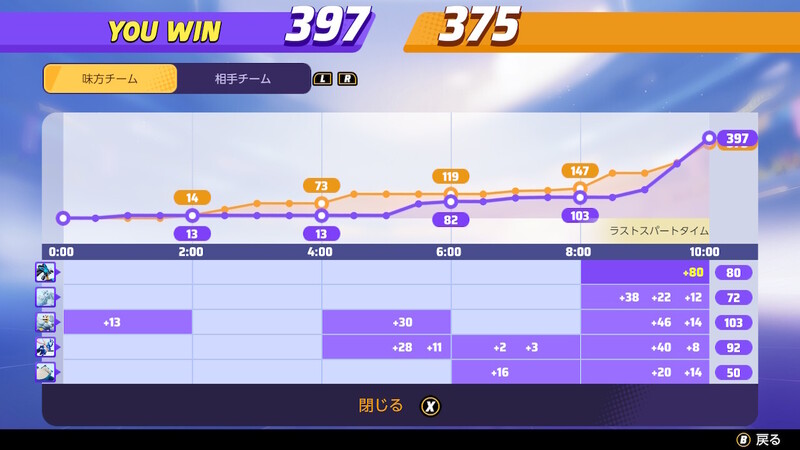 YOU WIN 397 375
味方チーム 相手チーム L R
397
14 73 119 147
13 13 82 103
ラストスパートタイム
0:00 2:00 4:00 6:00 8:00 10:00
+80 80
+38 +22 +12 72
+13 +30 +46 +14 103
+28 +11 +2 +3 +40 +8 92
+16 +20 +14 50
閉じる X
B 戻る